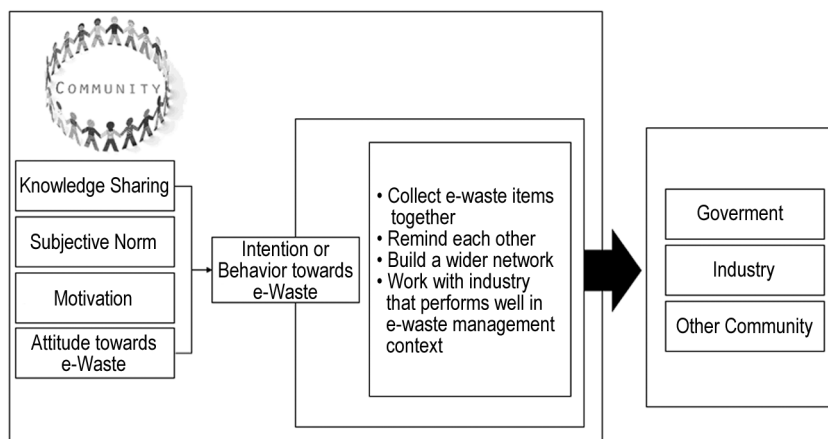 COMMUNITY
Knowledge Sharing
Subjective Norm
Motivation
Attitude towards
e-Waste
Intention or
Behavior towards
e-Waste
• Collect e-waste items
together
• Remind each other
• Build a wider network
• Work with industry
that performs well in
e-waste management
context
Goverment
Industry
Other Community